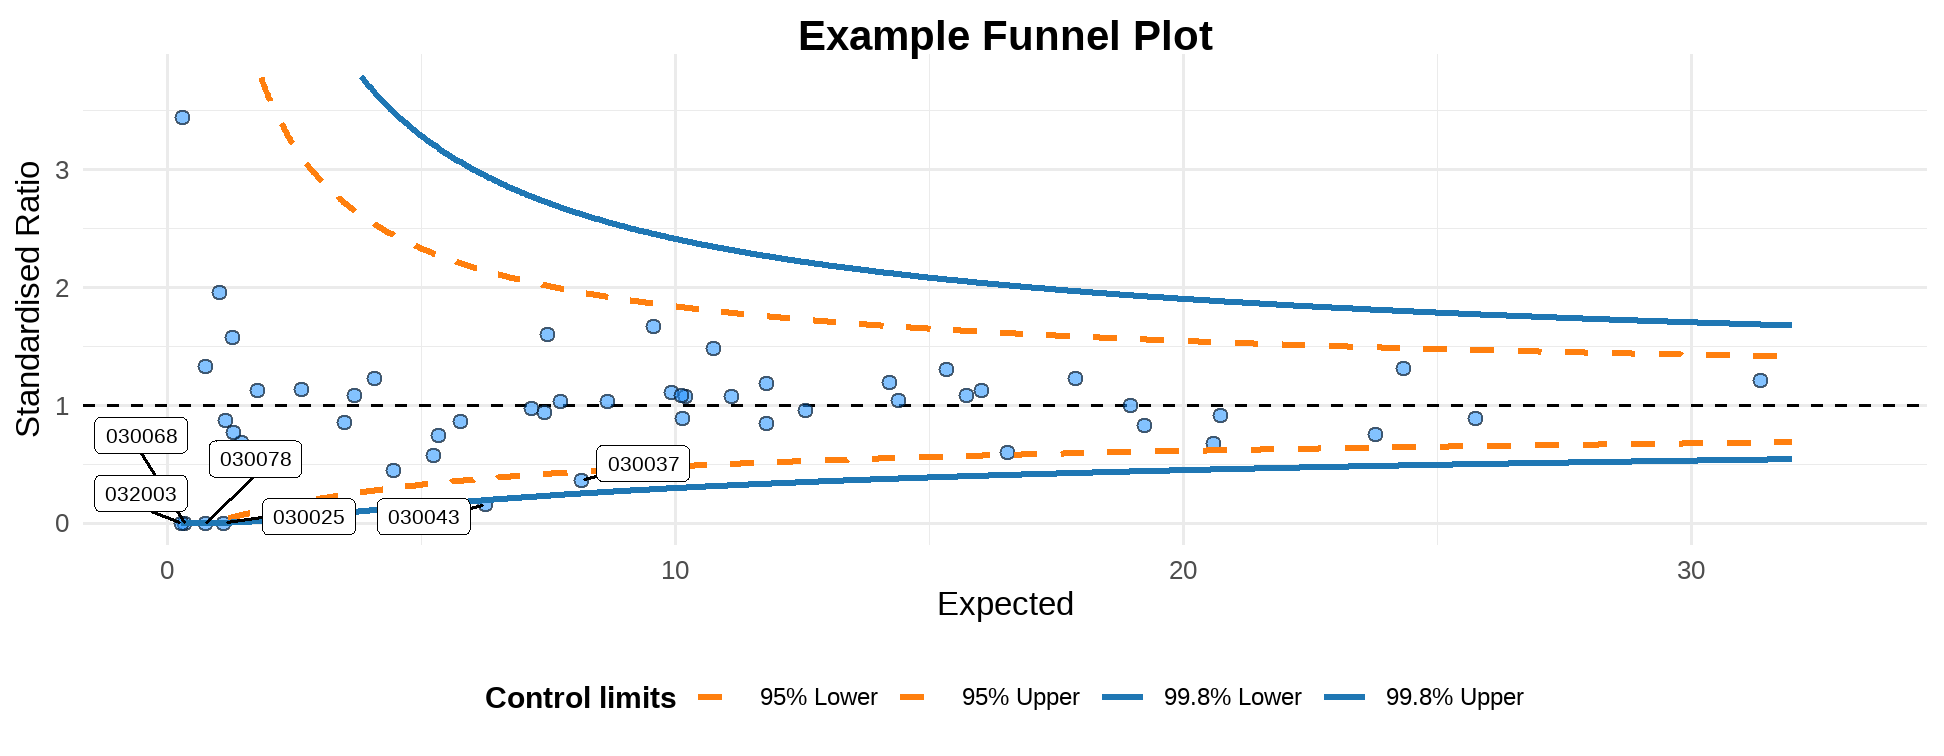 Example Funnel Plot
Standardised Ratio
3
2
1
0
030068
030078
032003
030025
030043
030037
0
10
20
30
Expected
Control limits
95% Lower
95% Upper
99.8% Lower
99.8% Upper